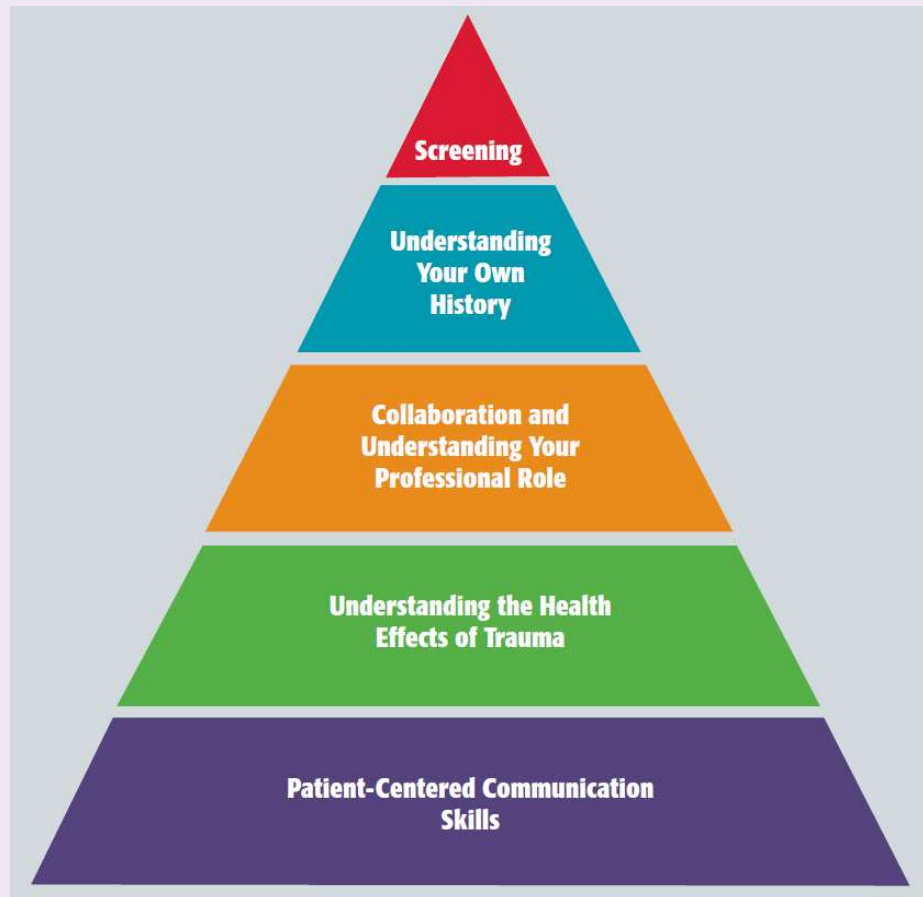 Screening
Understanding
Your Own
History
Collaboration and
Understanding Your
Professional Role
Understanding the Health
Effects of Trauma
Patient-Centered Communication
Skills